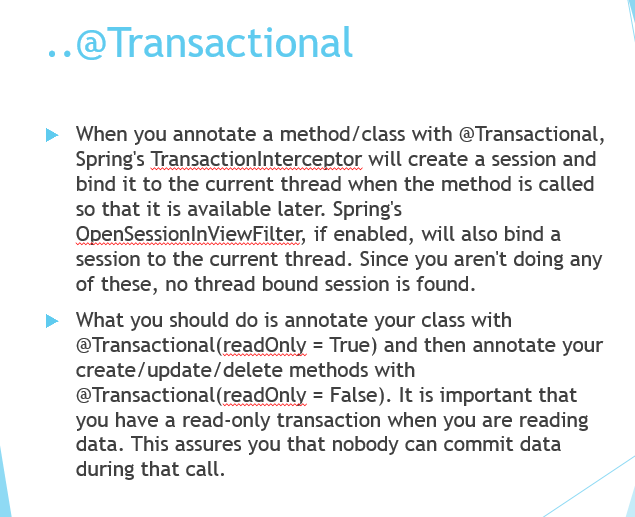 ..@Transactional
When you annotate a method/class with @Transactional,
Spring's TransactionInterceptor will create a session and
bind it to the current thread when the method is called
so that it is available later. Spring's
OpenSessionInViewFilter, if enabled, will also bind a
session to the current thread. Since you aren't doing any
of these, no thread bound session is found.
What you should do is annotate your class with
@Transactional(readOnly = True) and then annotate your
create/update/delete methods with
@Transactional(readOnly = False). It is important that
you have a read-only transaction when you are reading
data. This assures you that nobody can commit data
during that call.